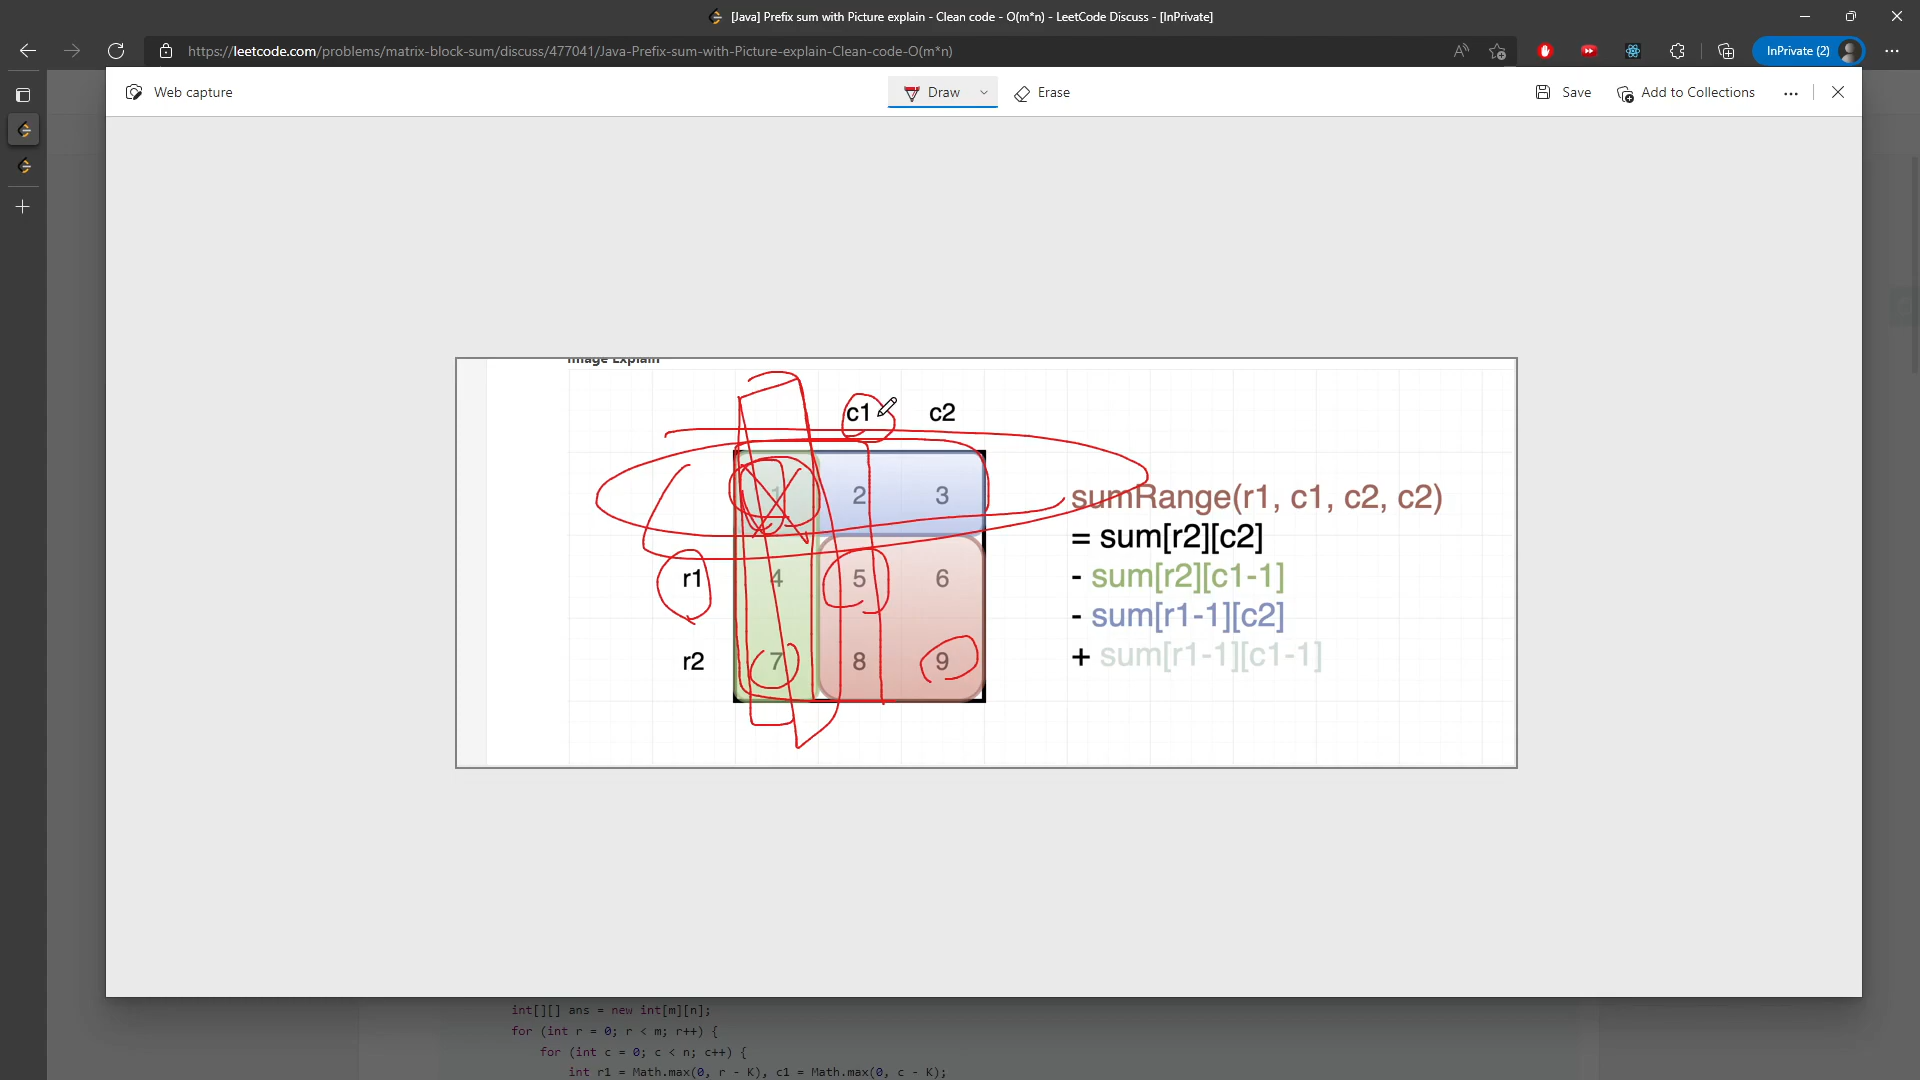 [Java] Prefix sum with Picture explain - Clean code - O(m*n) - LeetCode Discuss - [InPrivate]
https://leetcode.com/problems/matrix-block-sum/discuss/477041/Java-Prefix-sum-with-Picture-explain-Clean-code-O(m*n)
InPrivate (2)
Web capture
Draw
Erase
Save
Add to Collections
Image Explain
c1 c2
1 2 3
r1 4 5 6
r2 7 8 9
sumRange(r1, c1, c2, c2)
= sum[r2][c2]
- sum[r2][c1-1]
- sum[r1-1][c2]
+ sum[r1-1][c1-1]
int[][] ans = new int[m][n];
for (int r = 0; r < m; r++) {
for (int c = 0; c < n; c++) {
int r1 = Math.max(0, r - K), c1 = Math.max(0, c - K);